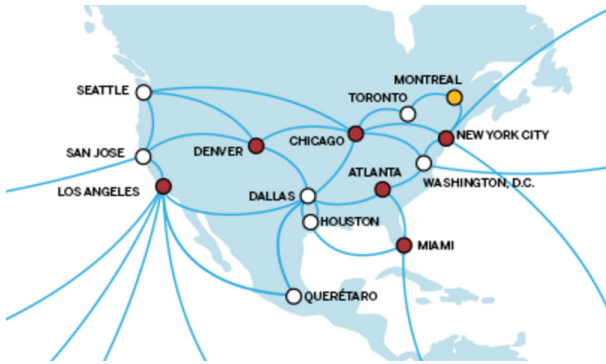 MONTREAL
SEATTLE
TORONTO
CHICAGO
NEW YORK CITY
SAN JOSE
DENVER
ATLANTA
WASHINGTON, D.C.
LOS ANGELES
DALLAS
HOUSTON
MIAMI
QUERÉTARO